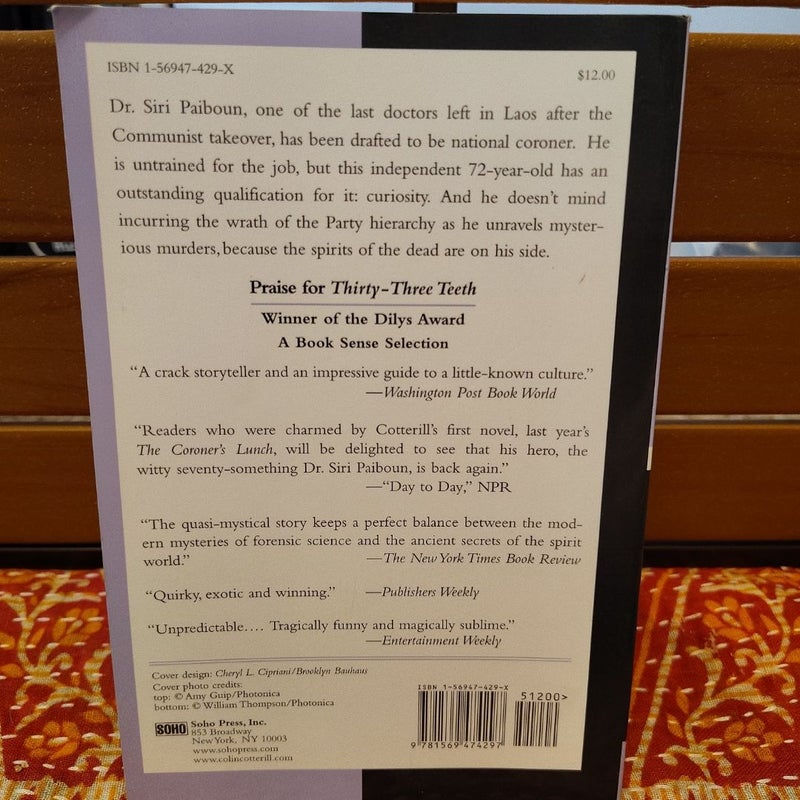 ISBN 1-56947-429-X
$12.00
Dr. Siri Paiboun, one of the last doctors left in Laos after the
Communist takeover, has been drafted to be national coroner. He
is untrained for the job, but this independent 72-year-old has an
outstanding qualification for it: curiosity. And he doesn't mind
incurring the wrath of the Party hierarchy as he unravels myster-
ious murders, because the spirits of the dead are on his side.
Praise for Thirty-Three Teeth
Winner of the Dilys Award
A Book Sense Selection
“A crack storyteller and an impressive guide to a little-known culture.”
—Washington Post Book World
“Readers who were charmed by Cotterill's first novel, last year's
The Coroner's Lunch, will be delighted to see that his hero, the
witty seventy-something Dr. Siri Paiboun, is back again.”
—“Day to Day,” NPR
“The quasi-mystical story keeps a perfect balance between the mod-
ern mysteries of forensic science and the ancient secrets of the spirit
world.” —The New York Times Book Review
“Quirky, exotic and winning.” —Publishers Weekly
“Unpredictable.... Tragically funny and magically sublime.”
—Entertainment Weekly
Cover design: Cheryl L. Cipriani/Brooklyn Bauhaus
Cover photo credits:
top: © Amy Guip/Photonica
bottom: © William Thompson/Photonica
SOHO Soho Press, Inc.
853 Broadway
New York, NY 10003
www.sohopress.com
www.colincotterill.com
ISBN 1-56947-429-X
51200>
9 781569 474297